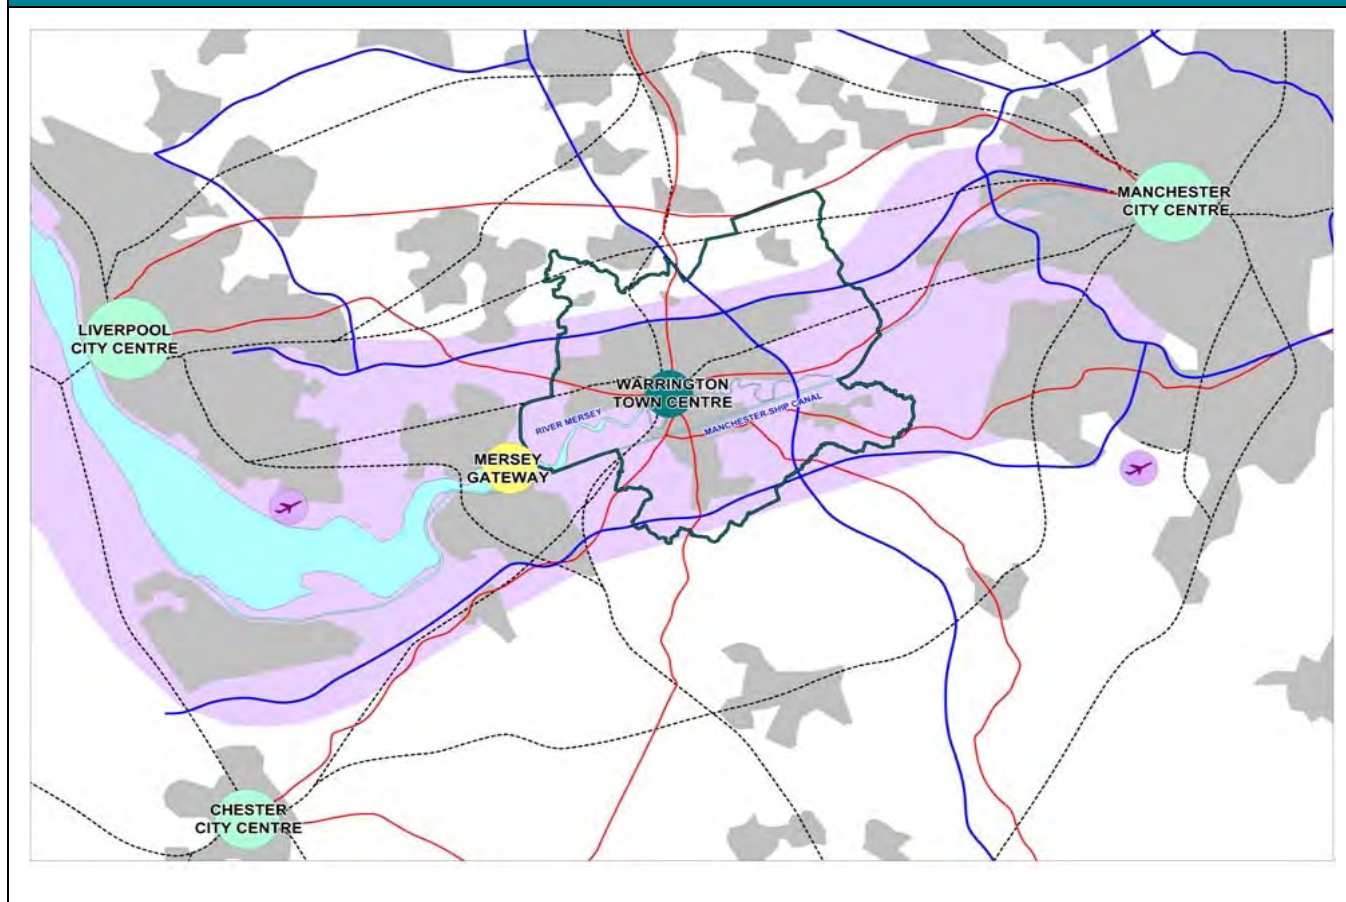 MANCHESTER
CITY CENTRE
LIVERPOOL
CITY CENTRE
WARRINGTON
TOWN CENTRE
RIVER MERSEY
MANCHESTER SHIP CANAL
MERSEY
GATEWAY
CHESTER
CITY CENTRE